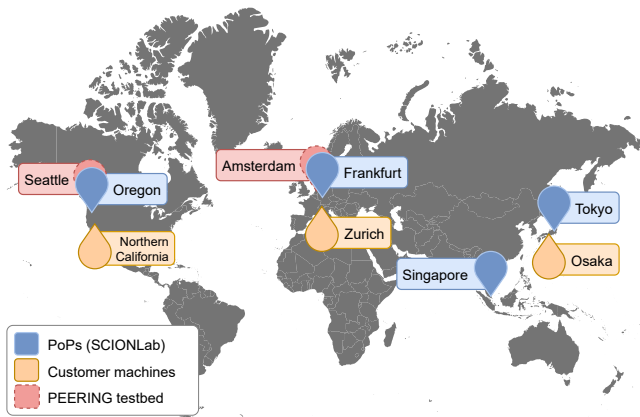 Amsterdam
Frankfurt
Seattle
Oregon
Tokyo
Northern
California
Zurich
Singapore
Osaka
PoPs (SCIONLab)
Customer machines
PEERING testbed